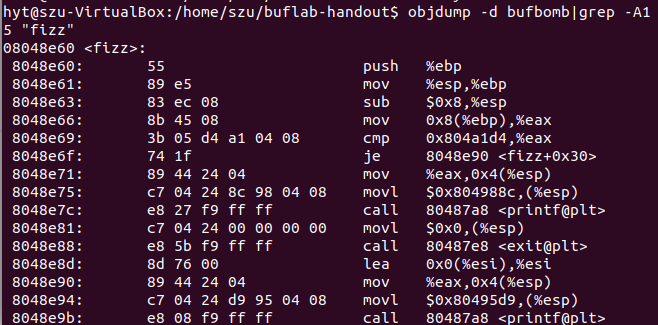 hyt@szu-VirtualBox:/home/szu/buflab-handout$ objdump -d bufbomb|grep -A1
5 "fizz"
08048e60 <fizz>:
 8048e60:       55                      push   %ebp
 8048e61:       89 e5                   mov    %esp,%ebp
 8048e63:       83 ec 08                sub    $0x8,%esp
 8048e66:       8b 45 08                mov    0x8(%ebp),%eax
 8048e69:       3b 05 d4 a1 04 08       cmp    0x804a1d4,%eax
 8048e6f:       74 1f                   je     8048e90 <fizz+0x30>
 8048e71:       89 44 24 04             mov    %eax,0x4(%esp)
 8048e75:       c7 04 24 8c 98 04 08    movl   $0x804988c,(%esp)
 8048e7c:       e8 27 f9 ff ff          call   80487a8 <printf@plt>
 8048e81:       c7 04 24 00 00 00 00    movl   $0x0,(%esp)
 8048e88:       e8 5b f9 ff ff          call   80487e8 <exit@plt>
 8048e8d:       8d 76 00                lea    0x0(%esi),%esi
 8048e90:       89 44 24 04             mov    %eax,0x4(%esp)
 8048e94:       c7 04 24 d9 95 04 08    movl   $0x80495d9,(%esp)
 8048e9b:       e8 08 f9 ff ff          call   80487a8 <printf@plt>